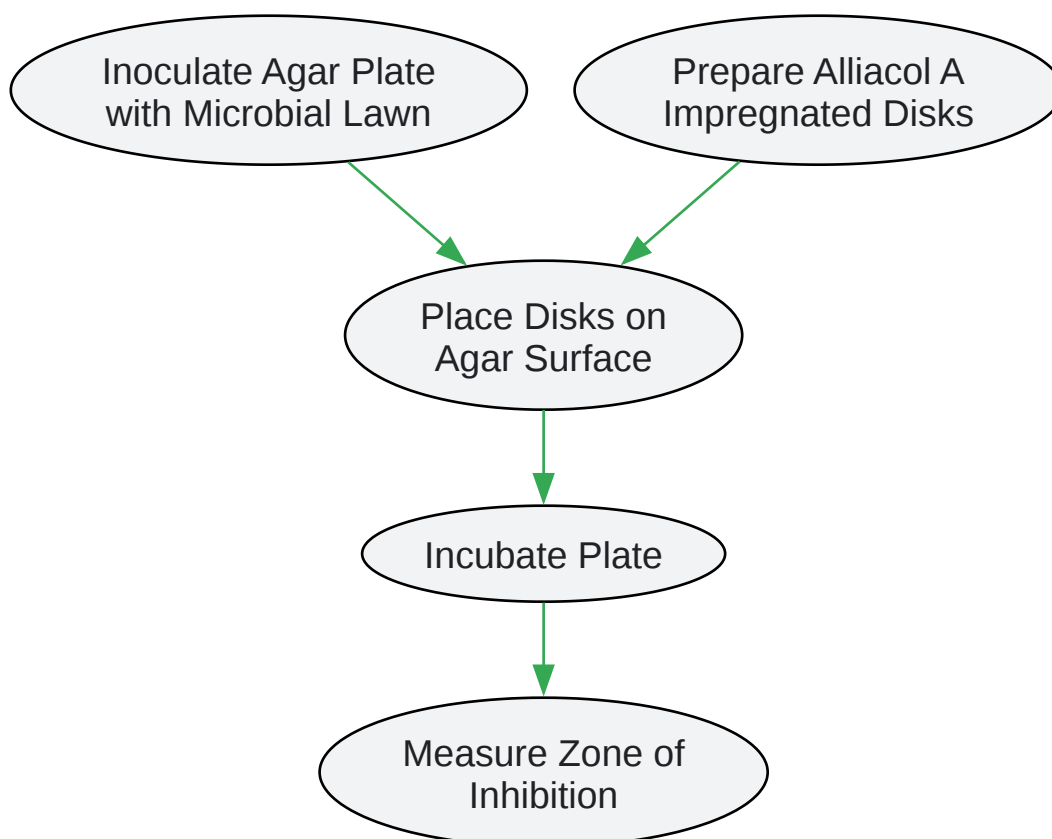 Inoculate Agar Plate
with Microbial Lawn
Prepare Alliacol A
Impregnated Disks
Place Disks on
Agar Surface
Incubate Plate
Measure Zone of
Inhibition